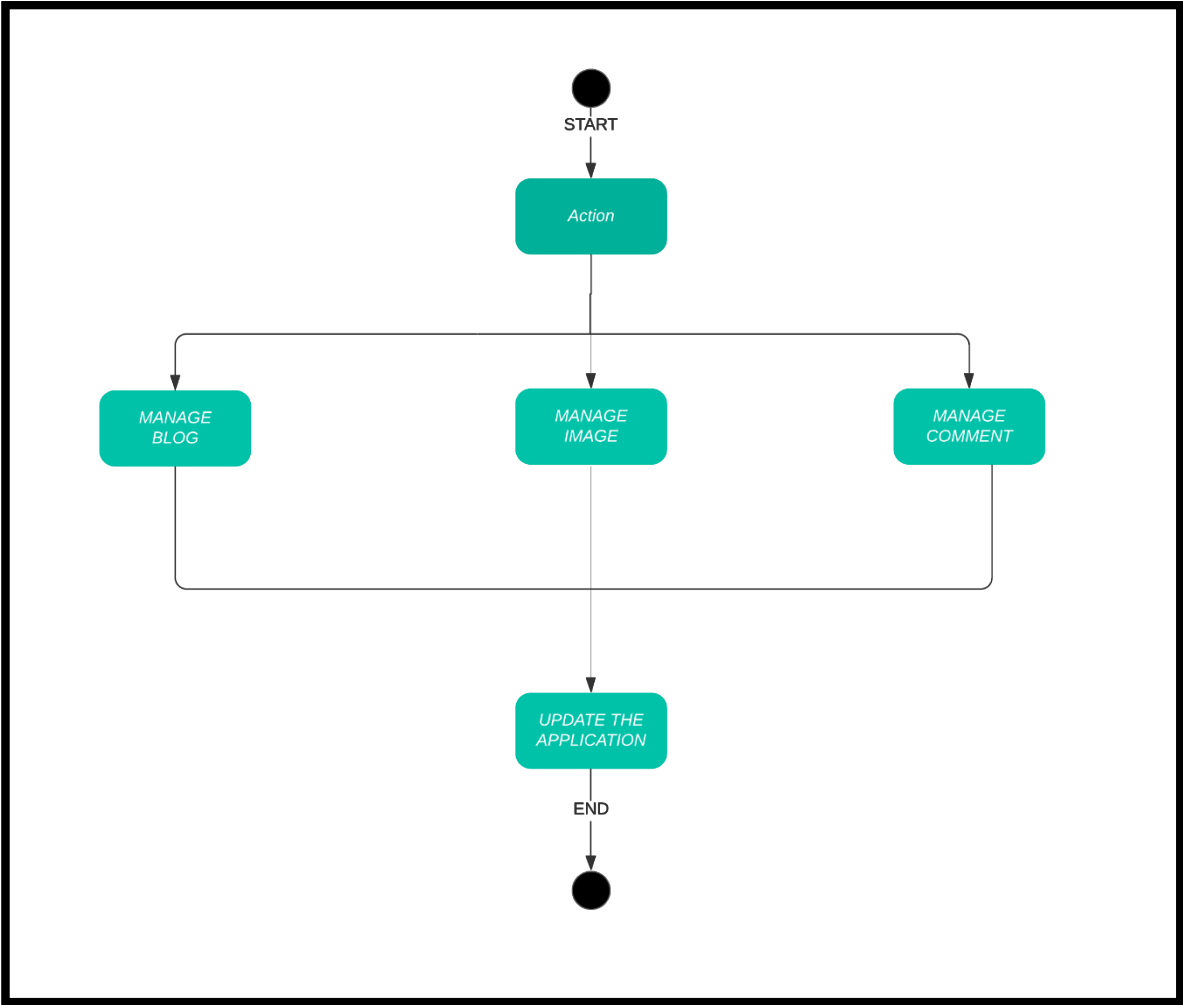 START
Action
MANAGE
BLOG
MANAGE
IMAGE
MANAGE
COMMENT
UPDATE THE
APPLICATION
END